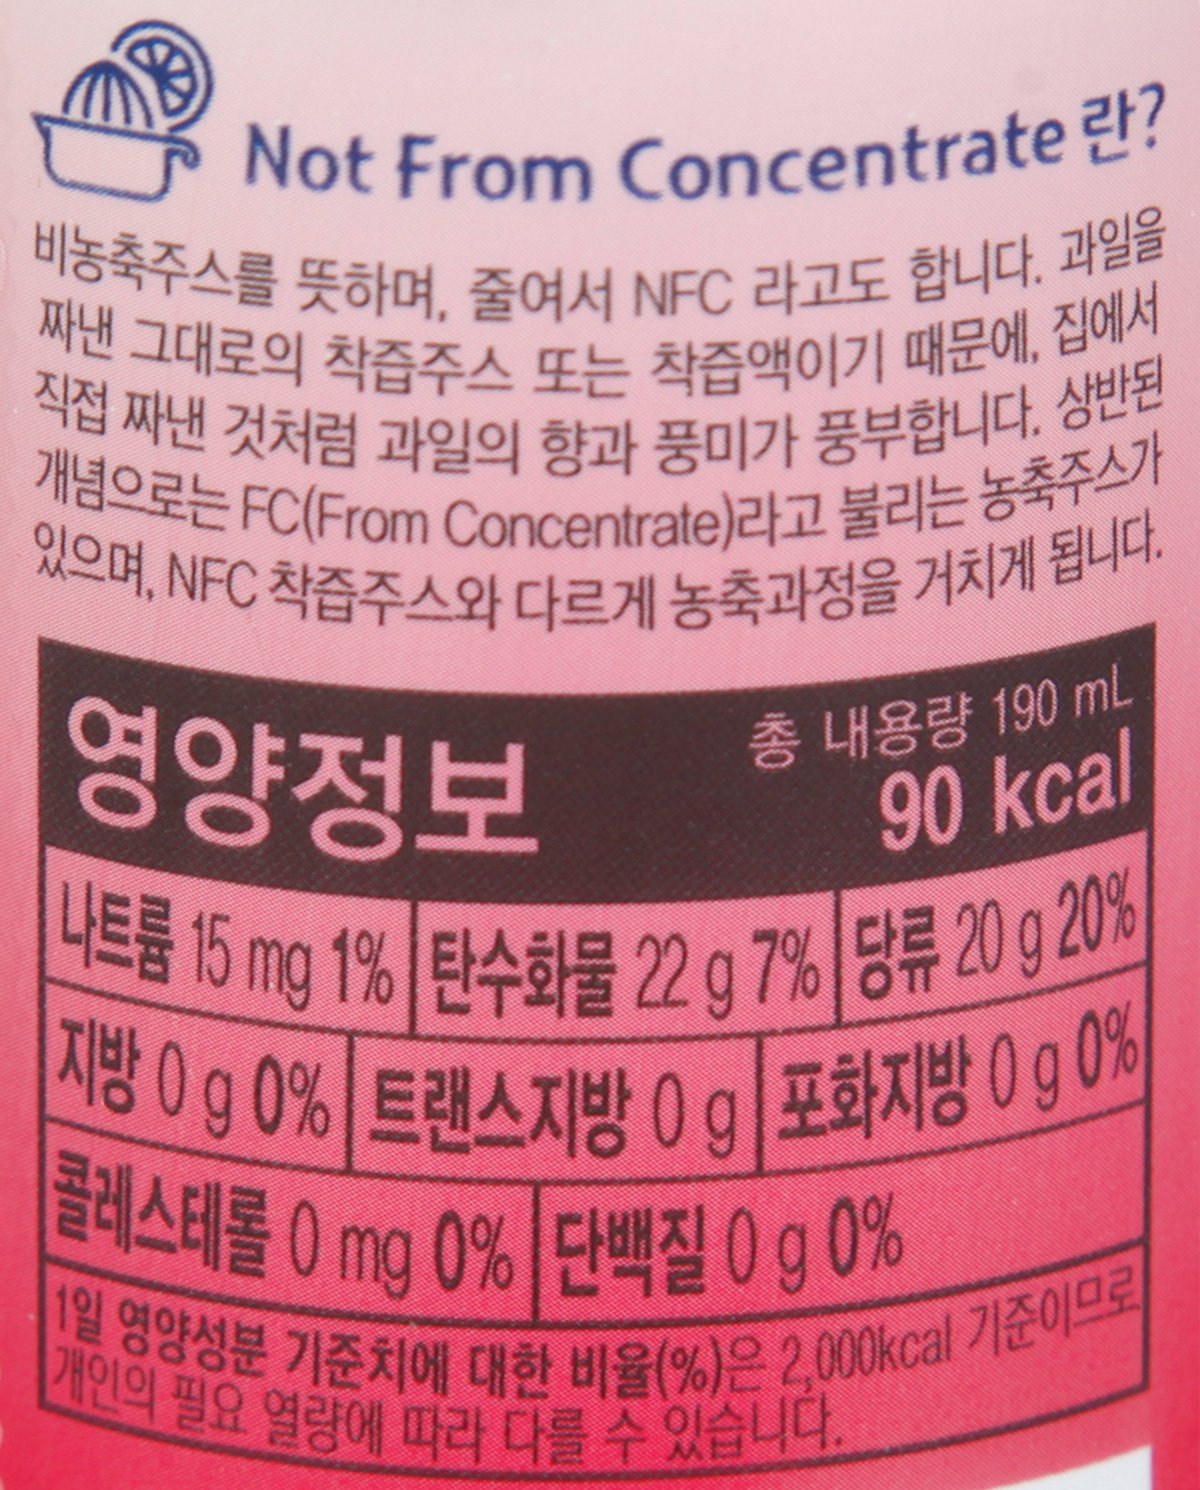 Not From Concentrate 란?
비농축주스를 뜻하며, 줄여서 NFC 라고도 합니다. 과일을
짜낸 그대로의 착즙주스 또는 착즙액이기 때문에, 집에서
직접 짜낸 것처럼 과일의 향과 풍미가 풍부합니다. 상반된
개념으로는 FC(From Concentrate)라고 불리는 농축주스가
있으며, NFC 착즙주스와 다르게 농축과정을 거치게 됩니다.
영양정보
총 내용량 190 mL
90 kcal
나트륨 15 mg 1% 탄수화물 22 g 7% 당류 20 g 20%
지방 0 g 0% 트랜스지방 0 g 포화지방 0 g 0%
콜레스테롤 0 mg 0% 단백질 0 g 0%
1일 영양성분 기준치에 대한 비율(%)은 2,000kcal 기준이므로
개인의 필요 열량에 따라 다를 수 있습니다.